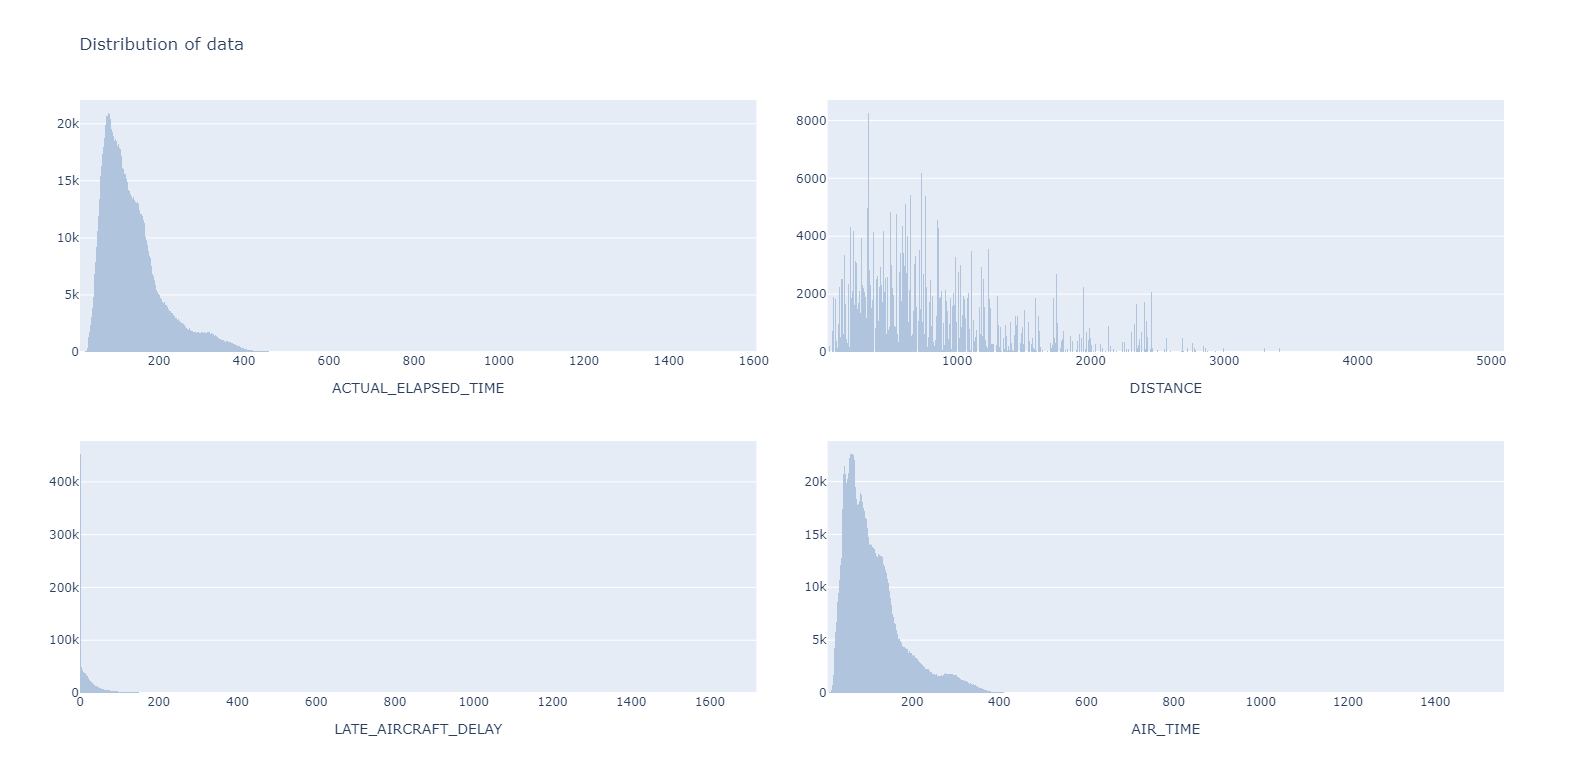 Distribution of data
20k
15k
10k
5k
0
200 400 600 800 1000 1200 1400 1600
ACTUAL_ELAPSED_TIME
8000
6000
4000
2000
0
1000 2000 3000 4000 5000
DISTANCE
400k
300k
200k
100k
0
0 200 400 600 800 1000 1200 1400 1600
LATE_AIRCRAFT_DELAY
20k
15k
10k
5k
0
200 400 600 800 1000 1200 1400
AIR_TIME